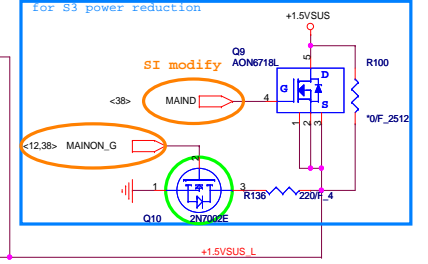 for S3 power reduction
+1.5VSUS
Q9
AON6718L
SI modify
5
D
R100
G
S
<38>
MAIND
4
*0/F_2512
1
2
3
<12,38>
MAINON_G
2
1
3
R136
220/F_4
Q10
2N7002E
+1.5VSUS_L